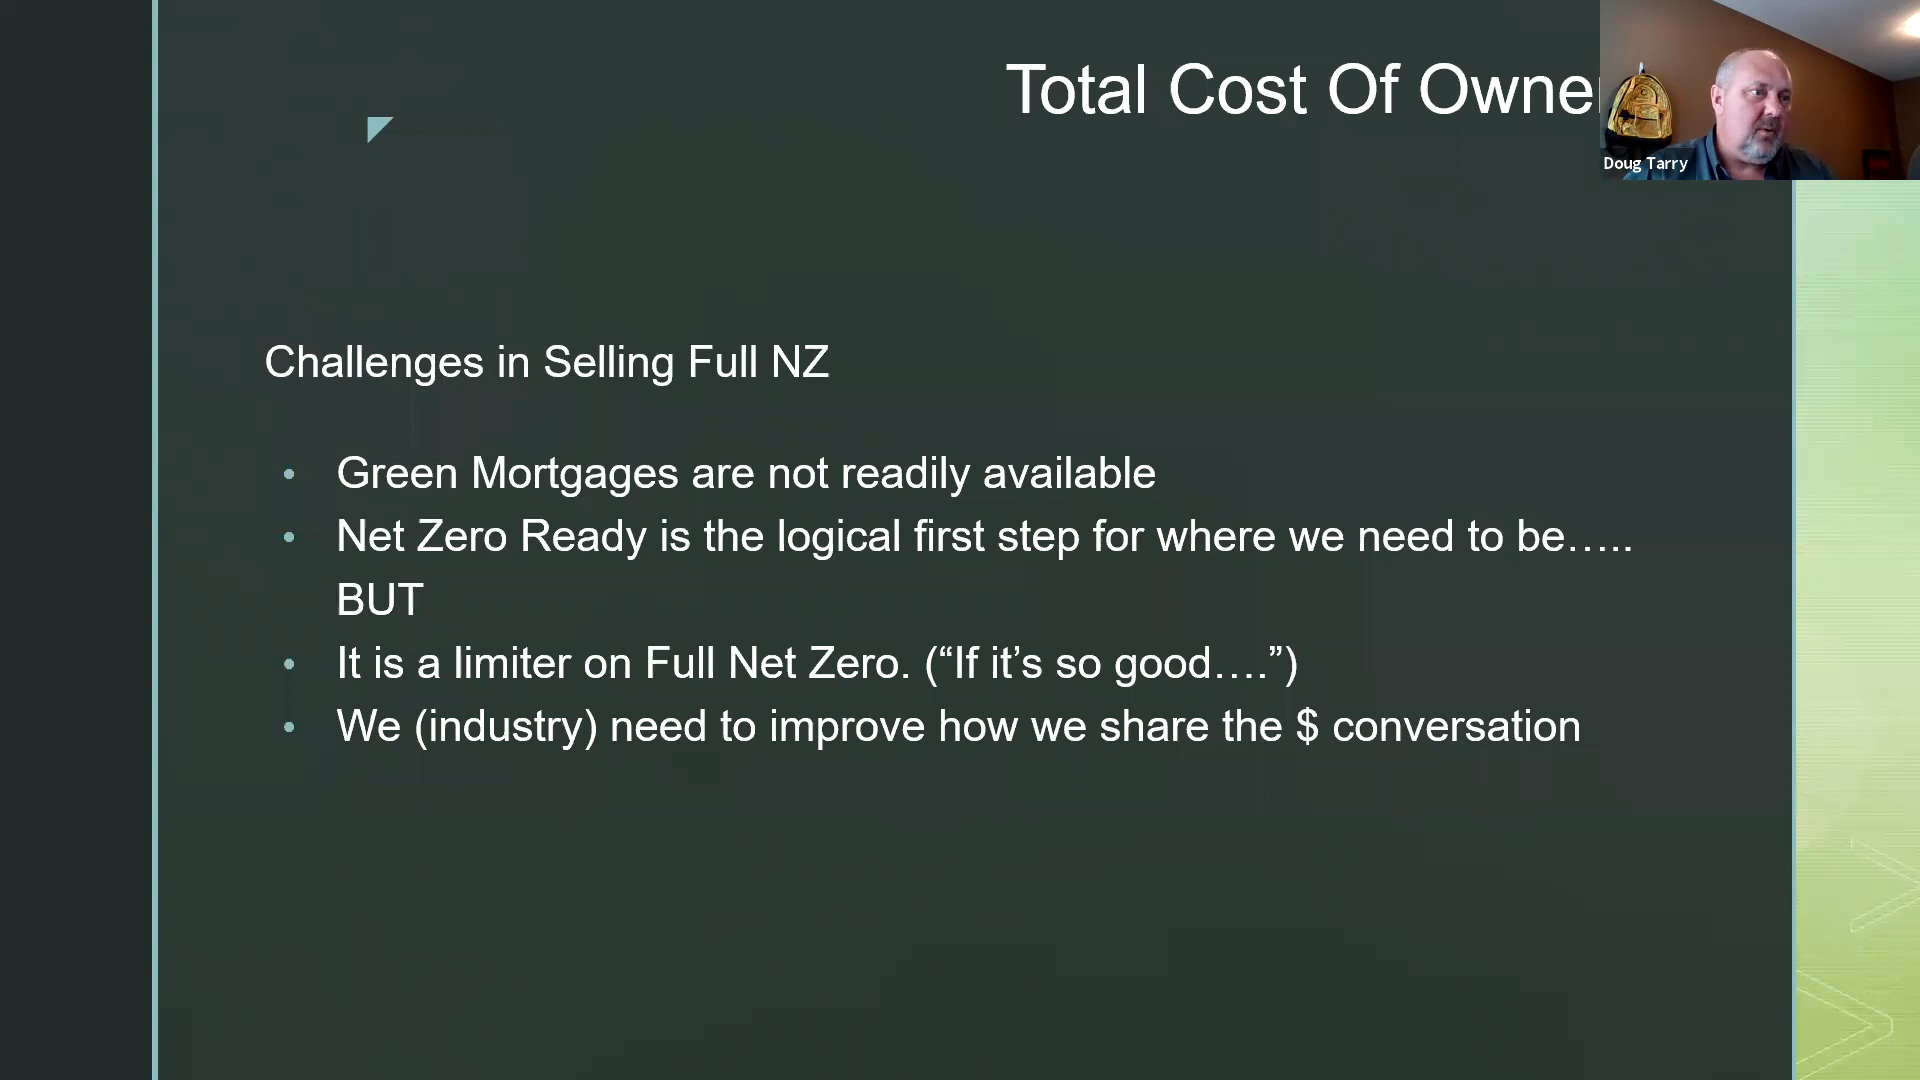 Total Cost Of
Doug Tarry
Challenges in Selling Full NZ
• Green Mortgages are not readily available
• Net Zero Ready is the logical first step for where we need to be…..
BUT
• It is a limiter on Full Net Zero. (“If it’s so good….”)
• We (industry) need to improve how we share the $ conversation